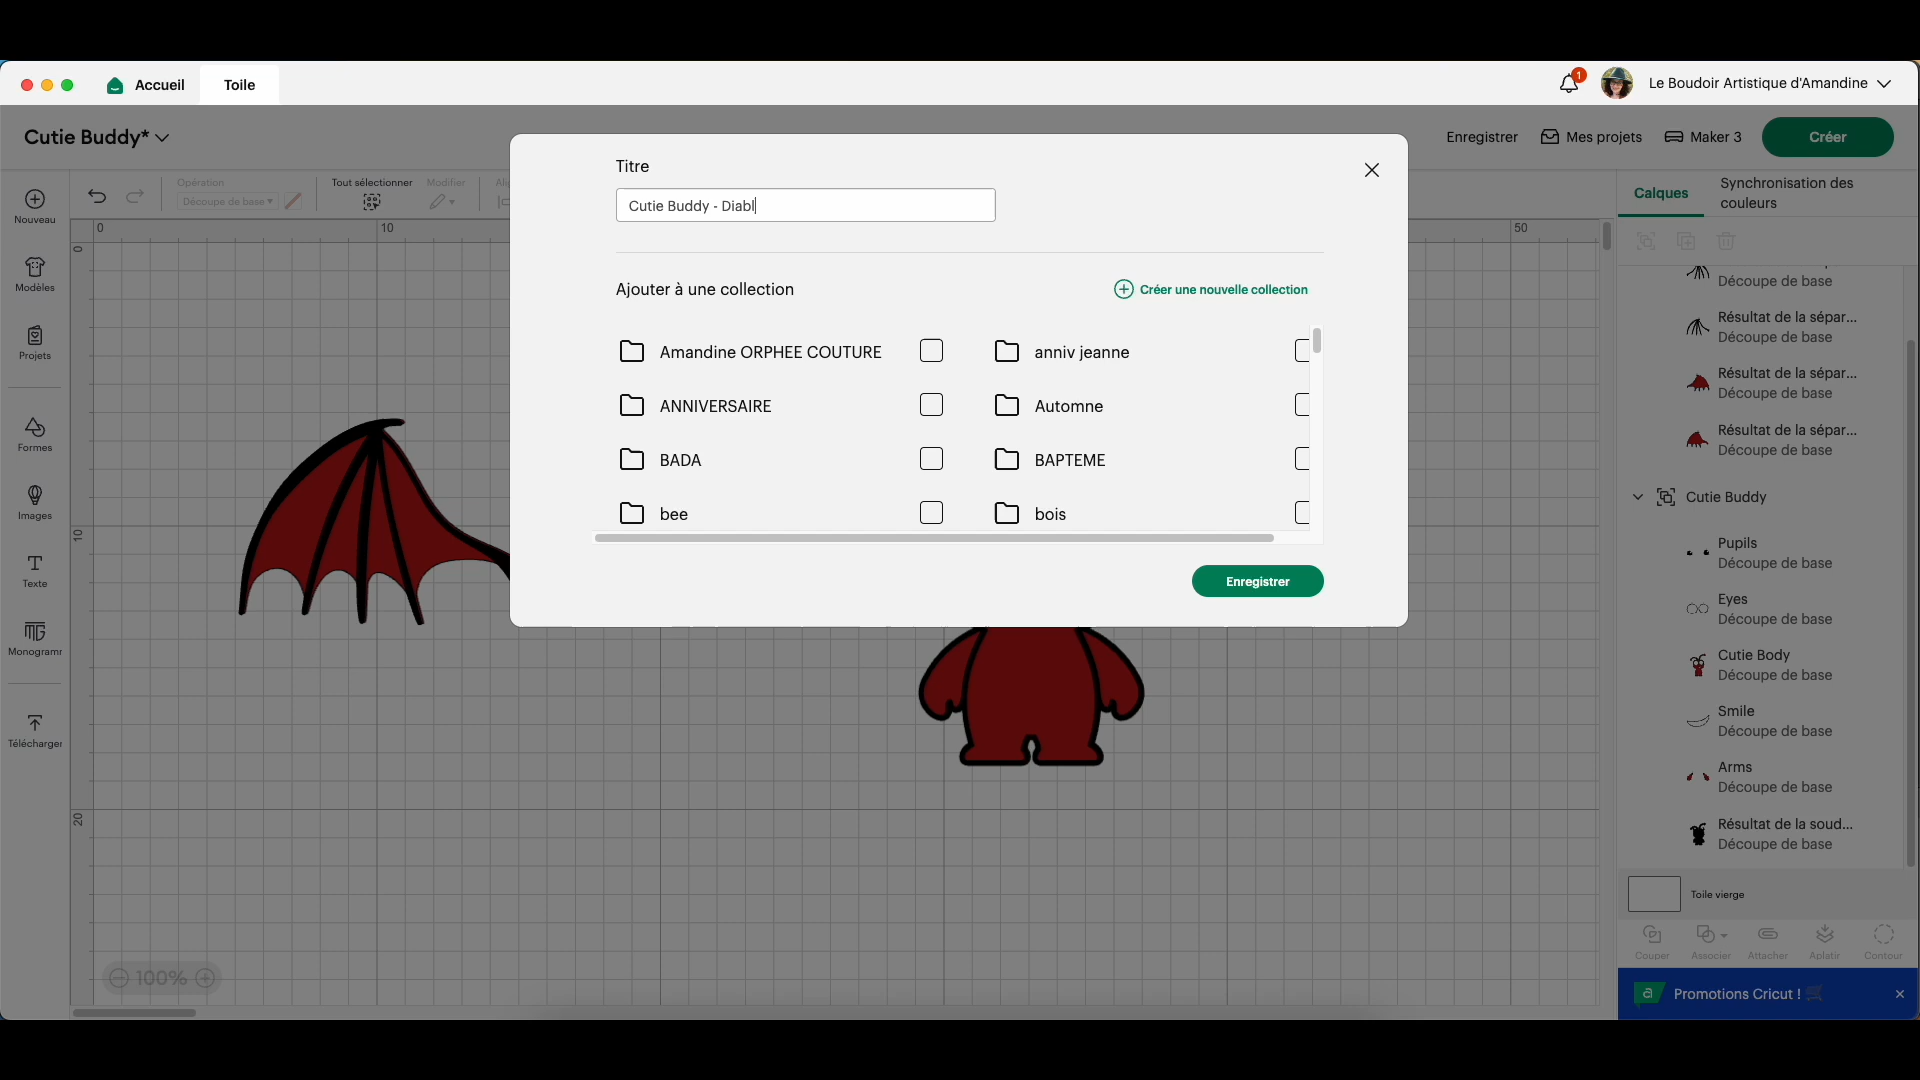 Accueil
Toile
1
Le Boudoir Artistique d'Amandine
Cutie Buddy*
Enregistrer
Mes projets
Maker 3
Créer
Opération
Découpe de base
Tout sélectionner
Modifier
Nouveau
Modèles
Projets
Formes
Images
Texte
Monogramr
Télécharger
0
10
50
0
10
20
100%
Titre
Cutie Buddy - Diabl
Ajouter à une collection
Créer une nouvelle collection
Amandine ORPHEE COUTURE
anniv jeanne
ANNIVERSAIRE
Automne
BADA
BAPTEME
bee
bois
Enregistrer
Calques
Synchronisation des
couleurs
Découpe de base
Résultat de la sépar...
Découpe de base
Résultat de la sépar...
Découpe de base
Résultat de la sépar...
Découpe de base
Cutie Buddy
Pupils
Découpe de base
Eyes
Découpe de base
Cutie Body
Découpe de base
Smile
Découpe de base
Arms
Découpe de base
Résultat de la soud...
Découpe de base
Toile vierge
Couper
Associer
Attacher
Aplatir
Contour
a
Promotions Cricut !